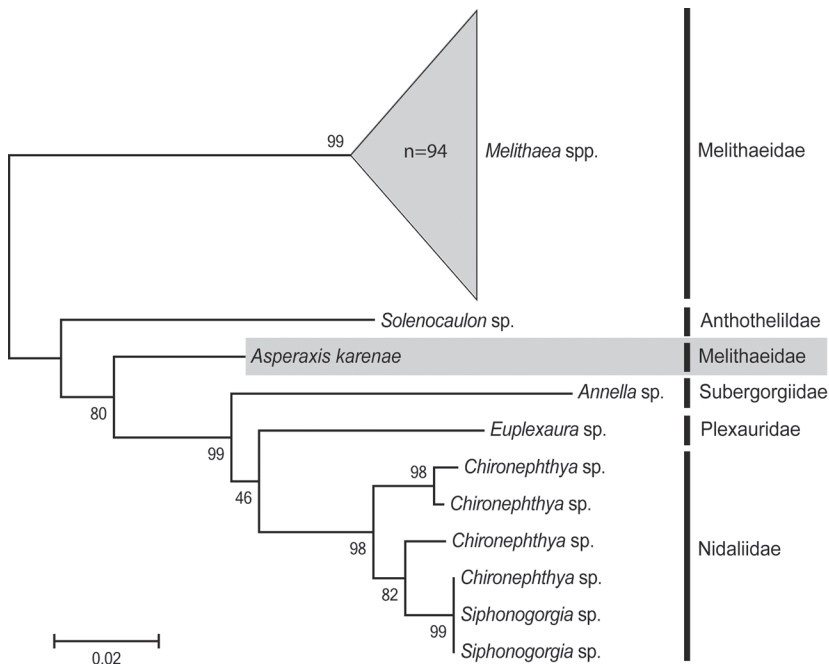 99
n=94
Melithaea spp.
Melithaeidae
Solenocaulon sp.
Anthothelildae
Asperaxis karenae
Melithaeidae
80
Annella sp.
Subergorgiidae
99
Euplexaura sp.
Plexauridae
46
98
Chironephthya sp.
Chironephthya sp.
98
Chironephthya sp.
Nidaliidae
82
Chironephthya sp.
99
Siphonogorgia sp.
Siphonogorgia sp.
0.02